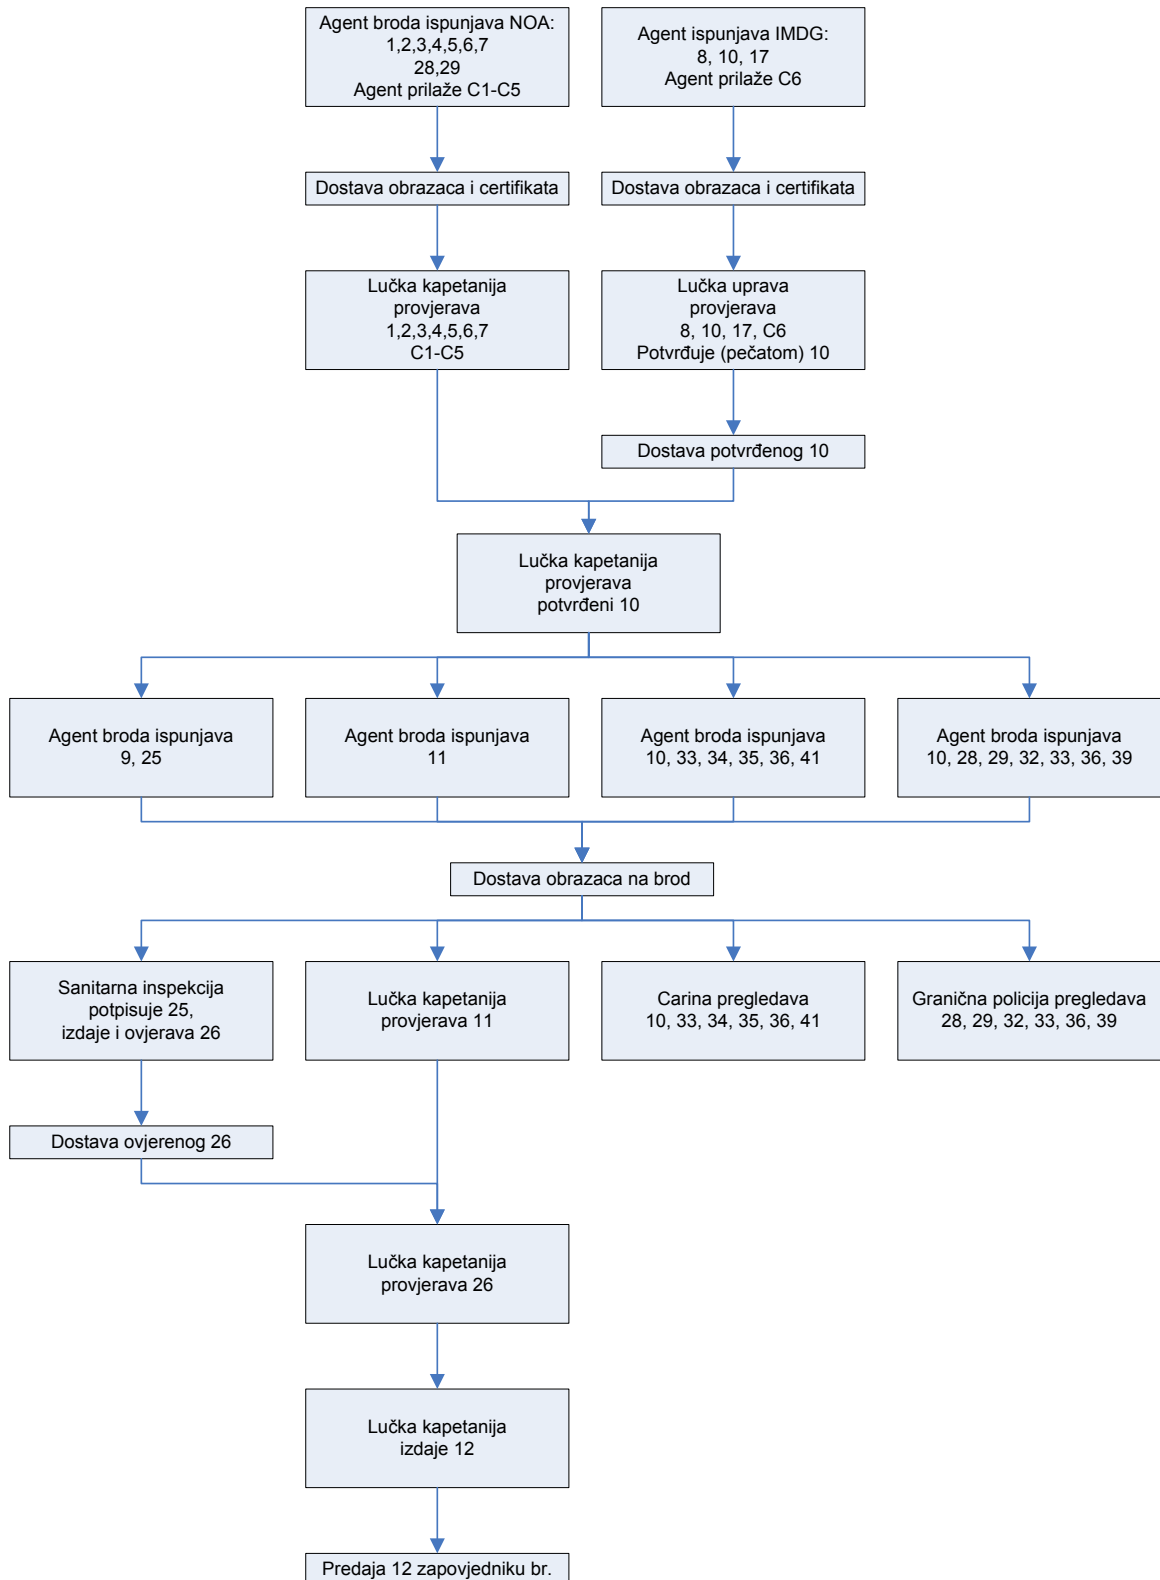 Agent broda ispunjava NOA:
1,2,3,4,5,6,7
28,29
Agent prilaže C1-C5
Agent ispunjava IMDG:
8, 10, 17
Agent prilaže C6
Dostava obrazaca i certifikata
Dostava obrazaca i certifikata
Lučka kapetanija
provjerava
1,2,3,4,5,6,7
C1-C5
Lučka uprava
provjerava
8, 10, 17, C6
Potvrđuje (pečatom) 10
Dostava potvrđenog 10
Lučka kapetanija
provjerava
potvrđeni 10
Agent broda ispunjava
9, 25
Agent broda ispunjava
11
Agent broda ispunjava
10, 33, 34, 35, 36, 41
Agent broda ispunjava
10, 28, 29, 32, 33, 36, 39
Dostava obrazaca na brod
Sanitarna inspekcija
potpisuje 25,
izdaje i ovjerava 26
Lučka kapetanija
provjerava 11
Carina pregledava
10, 33, 34, 35, 36, 41
Granična policija pregledava
28, 29, 32, 33, 36, 39
Dostava ovjerenog 26
Lučka kapetanija
provjerava 26
Lučka kapetanija
izdaje 12
Predaja 12 zapovjedniku br.